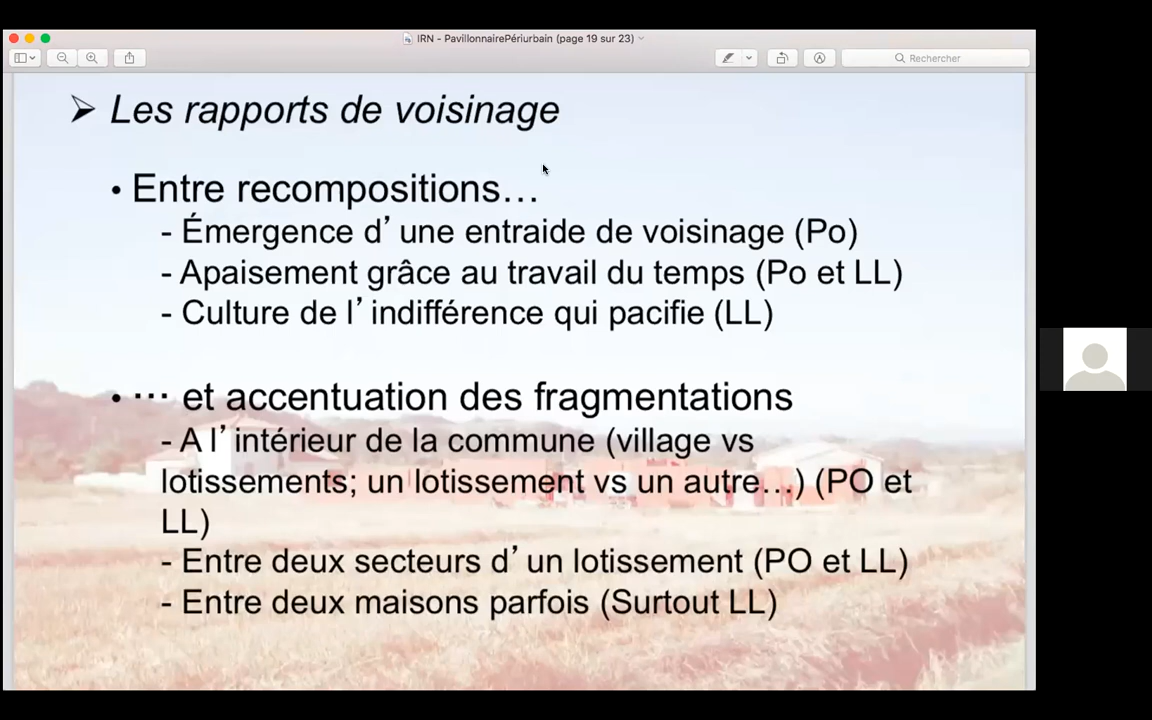 IRN - PavillonnairePériurbain (page 19 sur 23)
Rechercher
➢ Les rapports de voisinage
• Entre recompositions…
- Émergence d’une entraide de voisinage (Po)
- Apaisement grâce au travail du temps (Po et LL)
- Culture de l’indifférence qui pacifie (LL)
• … et accentuation des fragmentations
- A l’intérieur de la commune (village vs
lotissements; un lotissement vs un autre…) (PO et
LL)
- Entre deux secteurs d’un lotissement (PO et LL)
- Entre deux maisons parfois (Surtout LL)